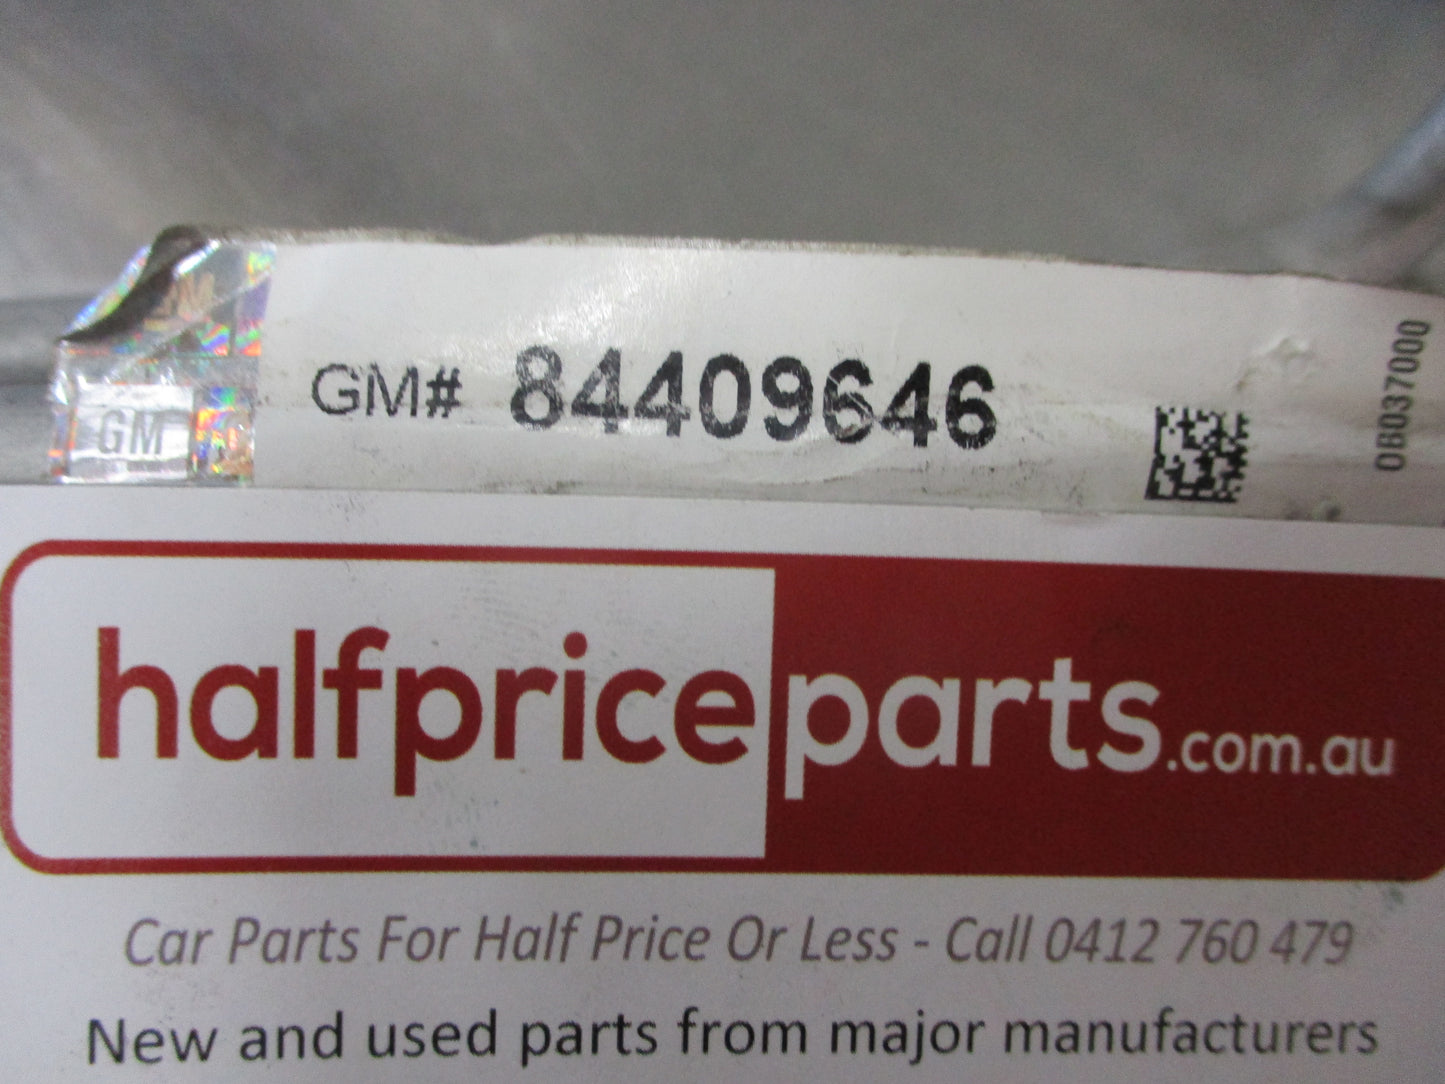 GM
GM# 84409646
0B037000
halfpriceparts.com.au
Car Parts For Half Price Or Less - Call 0412 760 479
New and used parts from major manufacturers